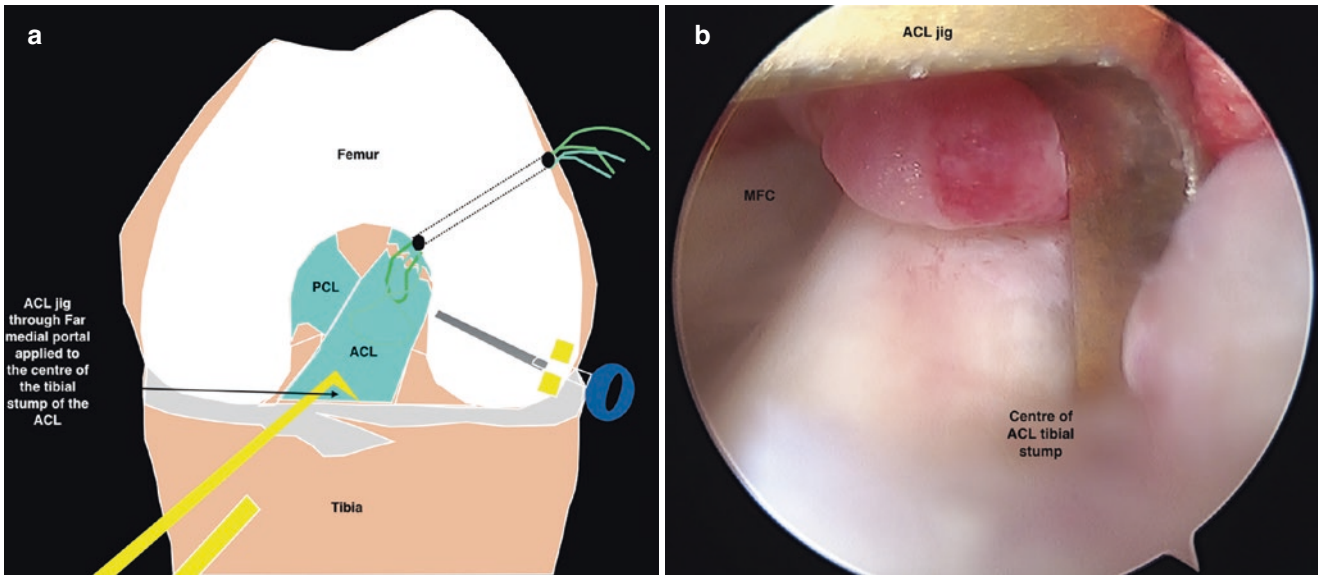 a
Femur
PCL
ACL
ACL jig
through Far
medial portal
applied to
the centre of
the tibial
stump of the
ACL
Tibia
b
ACL jig
MFC
Centre of
ACL tibial
stump